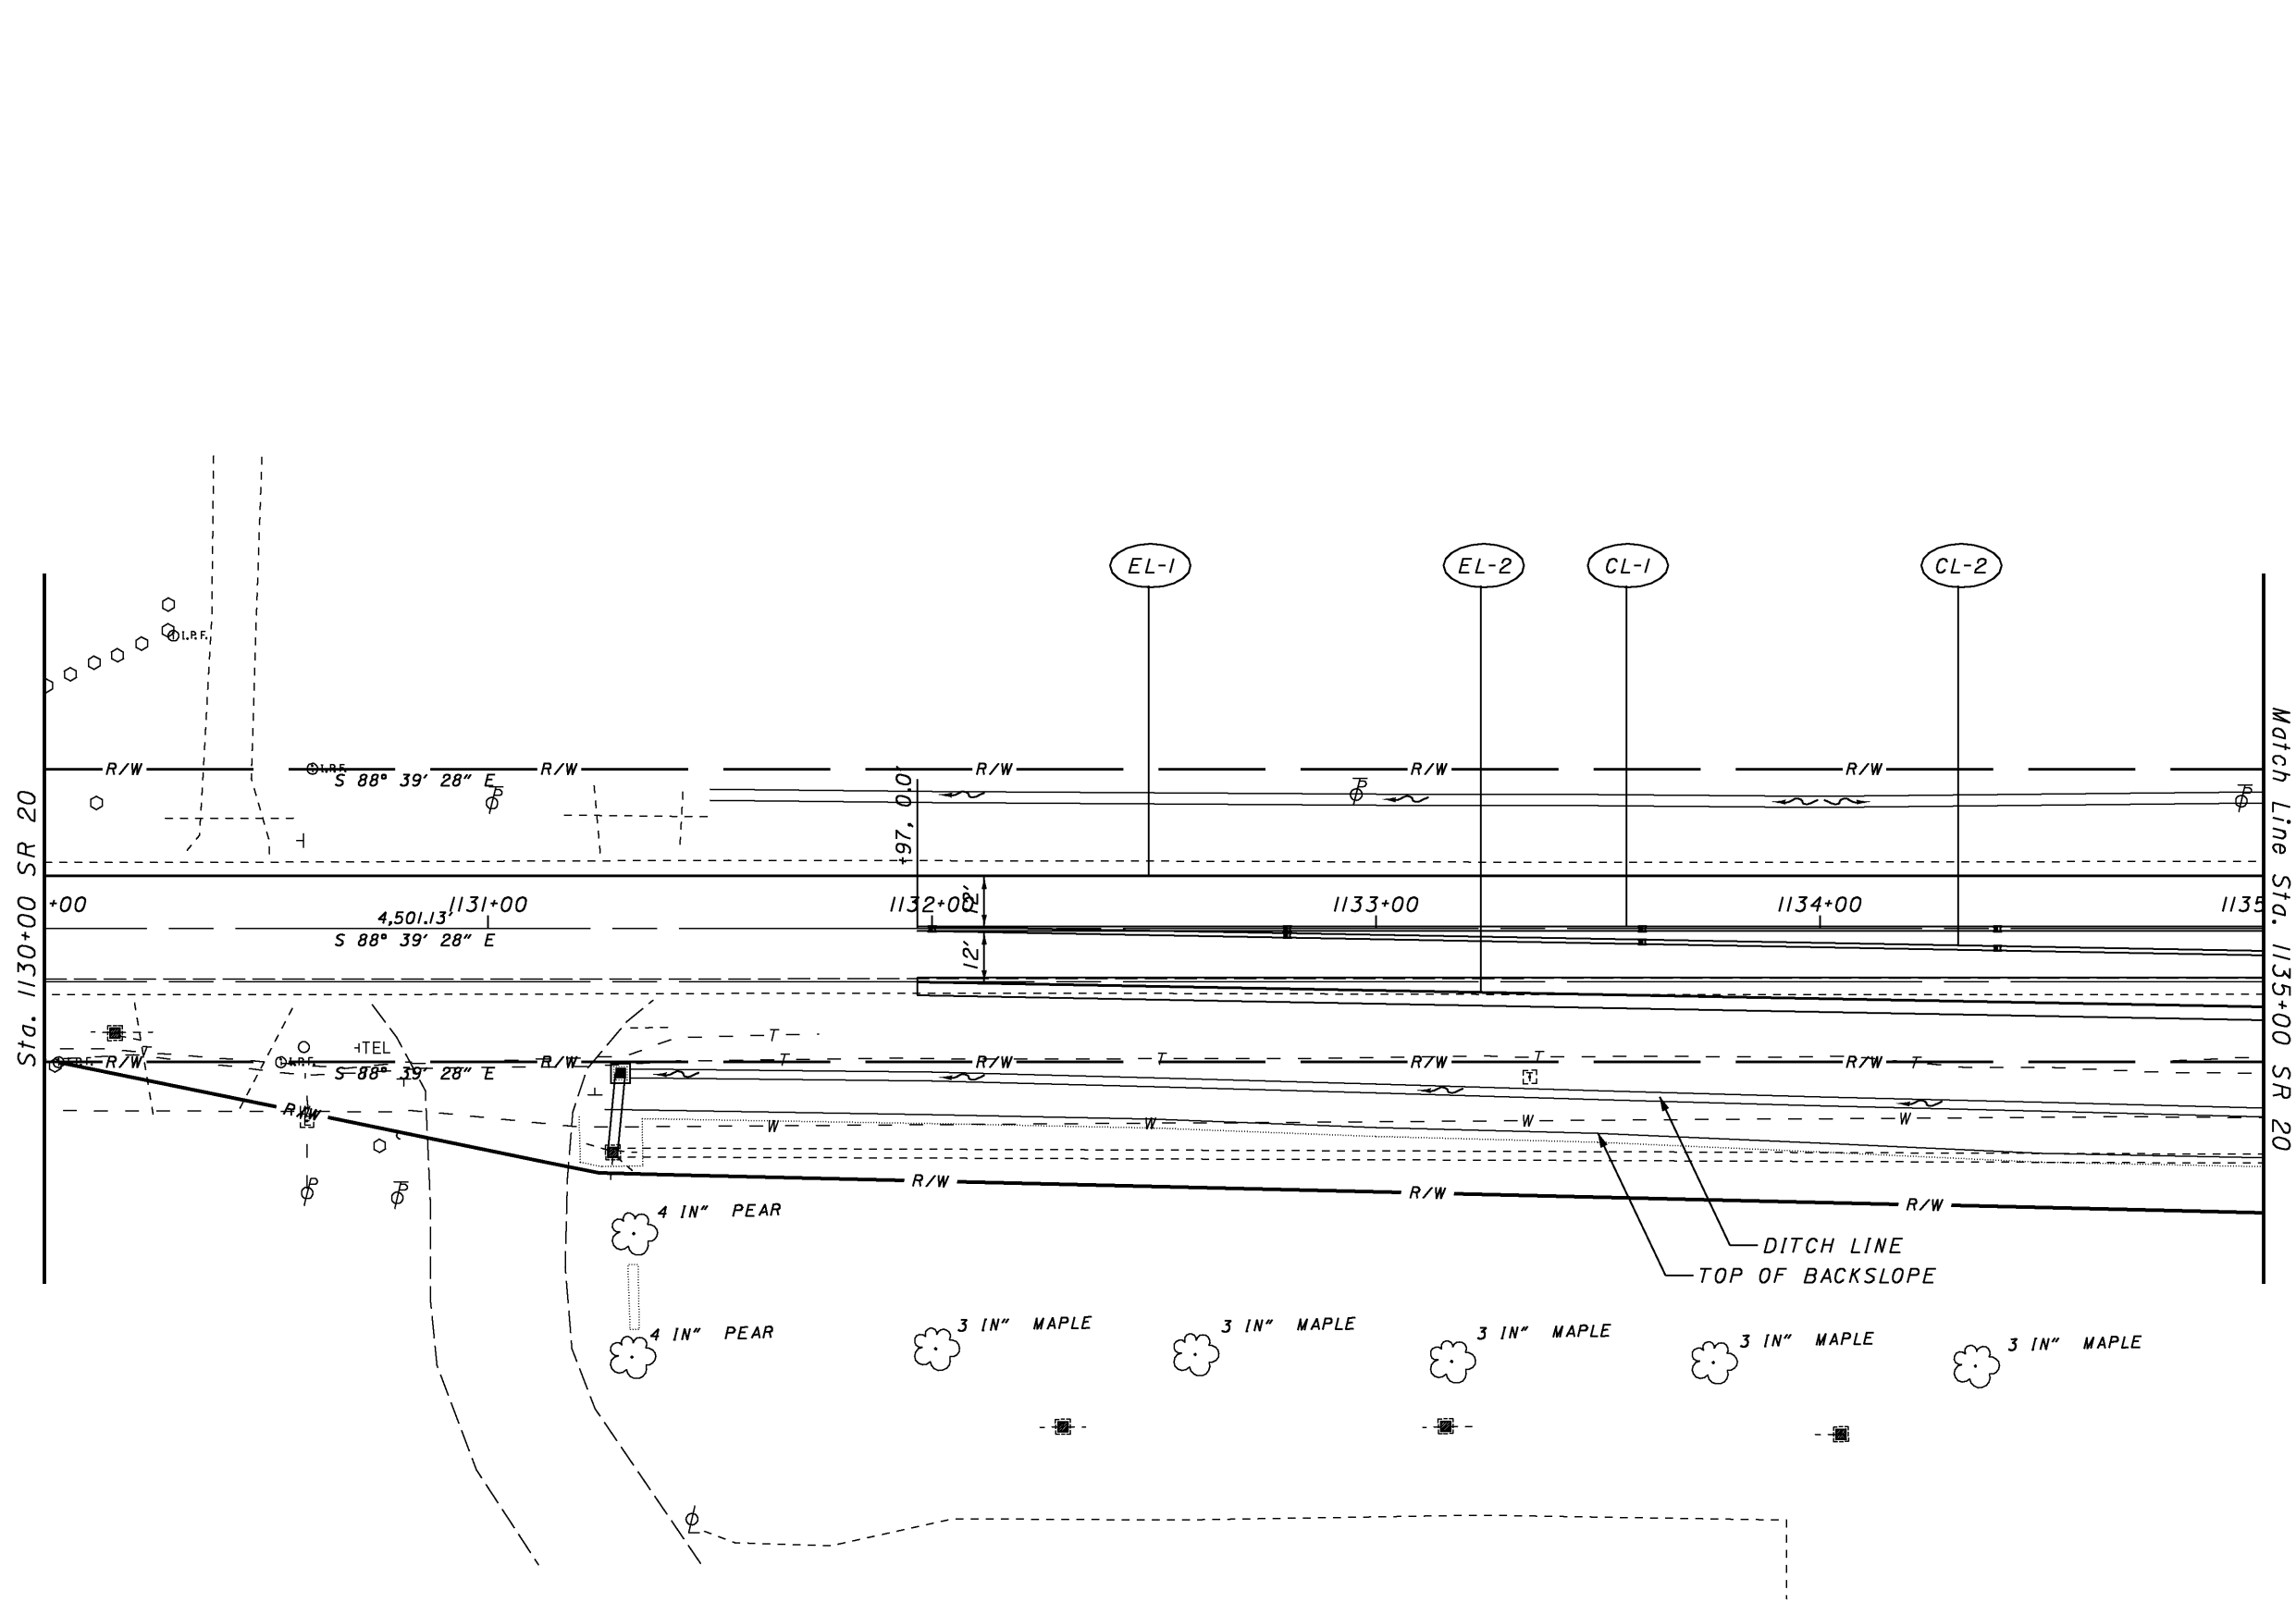 EL-1
EL-2
CL-1
CL-2
I.P.F.
R/W
I.P.F.
R/W
R/W
R/W
R/W
S 88° 39' 28" E
P
P
P
+97, 0.0'
Sta. 1130+00 SR 20
Match Line Sta. 1135+00 SR 20
+00
4,501.13'
1131+00
1132+00
12'
1133+00
1134+00
1135
S 88° 39' 28" E
12'
T
TEL
I.P.F.
R/W
I.P.F.
R/W
T
R/W
T
R/W
T
R/W
T
S 88° 39' 28" E
T
R/W
W
W
W
W
P
P
R/W
R/W
R/W
4 IN" PEAR
DITCH LINE
TOP OF BACKSLOPE
4 IN" PEAR
3 IN" MAPLE
3 IN" MAPLE
3 IN" MAPLE
3 IN" MAPLE
3 IN" MAPLE